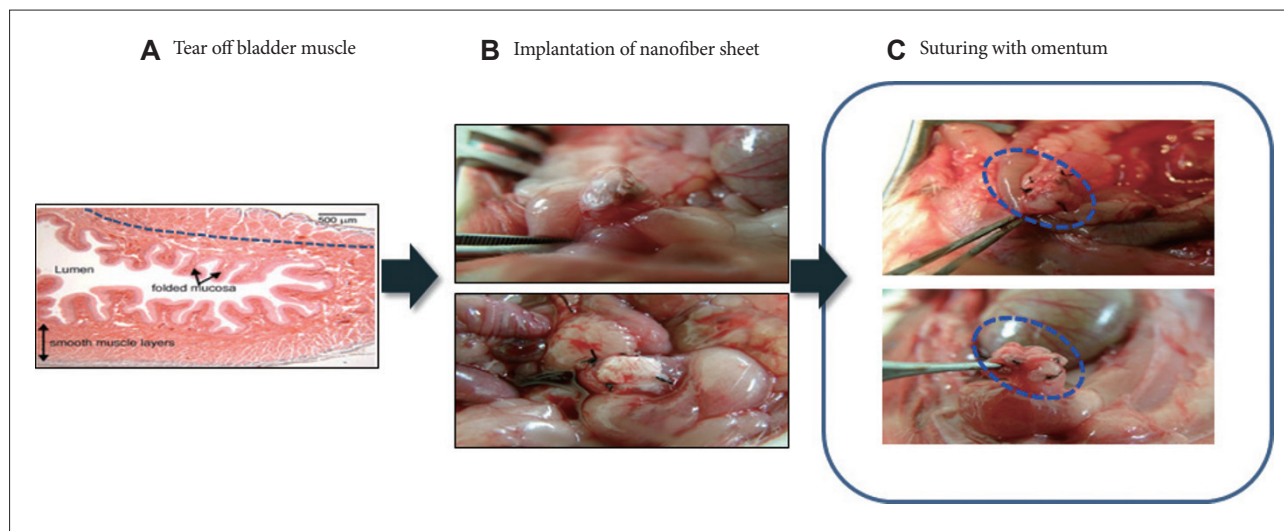 A Tear off bladder muscle
B Implantation of nanofiber sheet
C Suturing with omentum
500 µm
Lumen
folded mucosa
smooth muscle layers